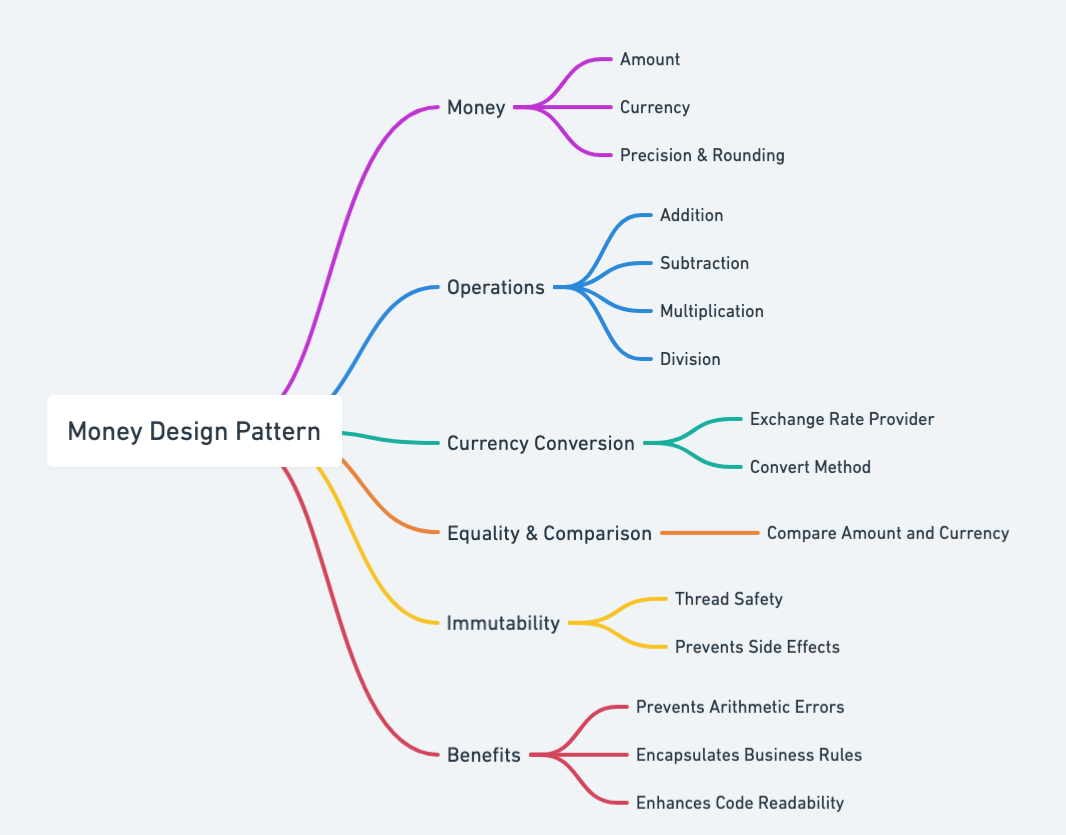 Money Design Pattern
Money
Amount
Currency
Precision & Rounding
Operations
Addition
Subtraction
Multiplication
Division
Currency Conversion
Exchange Rate Provider
Convert Method
Equality & Comparison
Compare Amount and Currency
Immutability
Thread Safety
Prevents Side Effects
Benefits
Prevents Arithmetic Errors
Encapsulates Business Rules
Enhances Code Readability